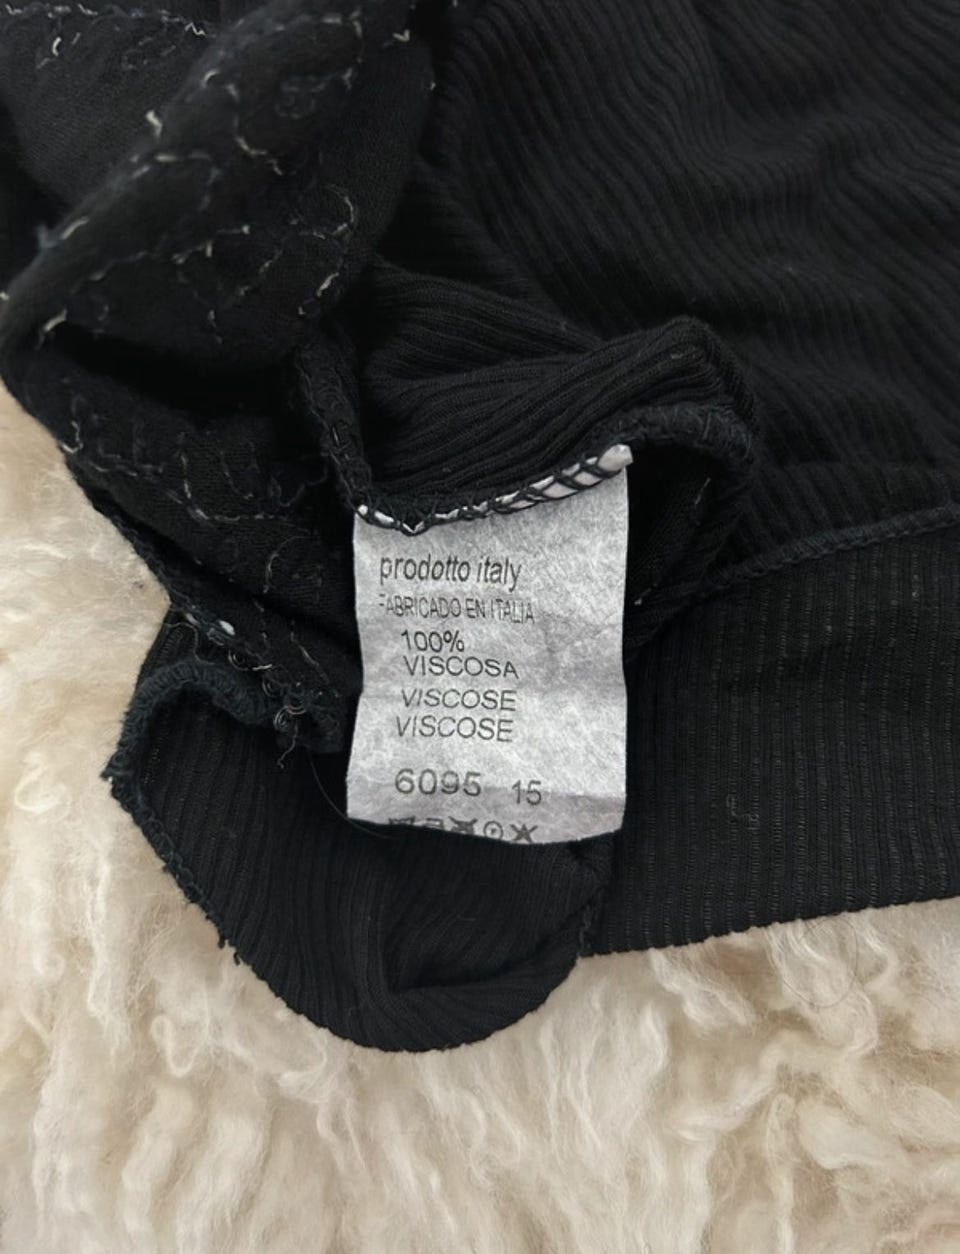 prodotto italy
FABRICADO EN ITALIA
100%
VISCOSA
VISCOSE
VISCOSE
6095 15